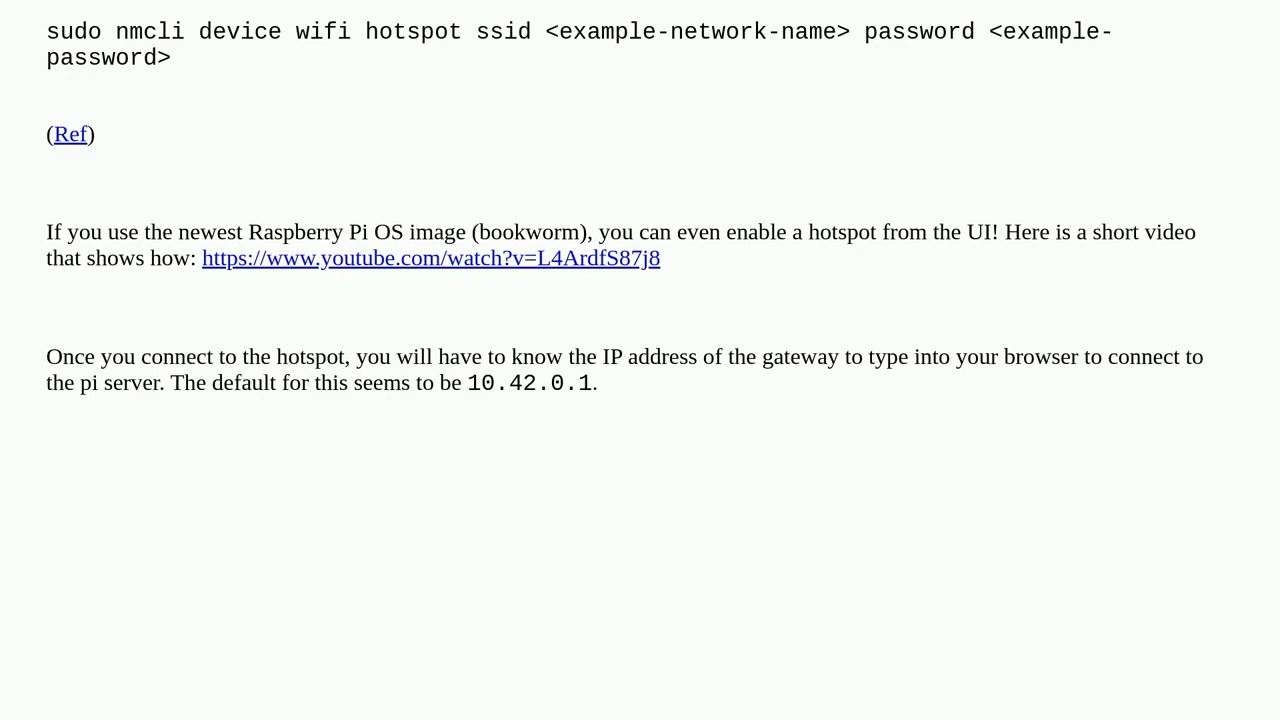 sudo nmcli device wifi hotspot ssid <example-network-name> password <example-
password>
(Ref)
If you use the newest Raspberry Pi OS image (bookworm), you can even enable a hotspot from the UI! Here is a short video
that shows how: https://www.youtube.com/watch?v=L4ArdfS87j8
Once you connect to the hotspot, you will have to know the IP address of the gateway to type into your browser to connect to
the pi server. The default for this seems to be 10.42.0.1.